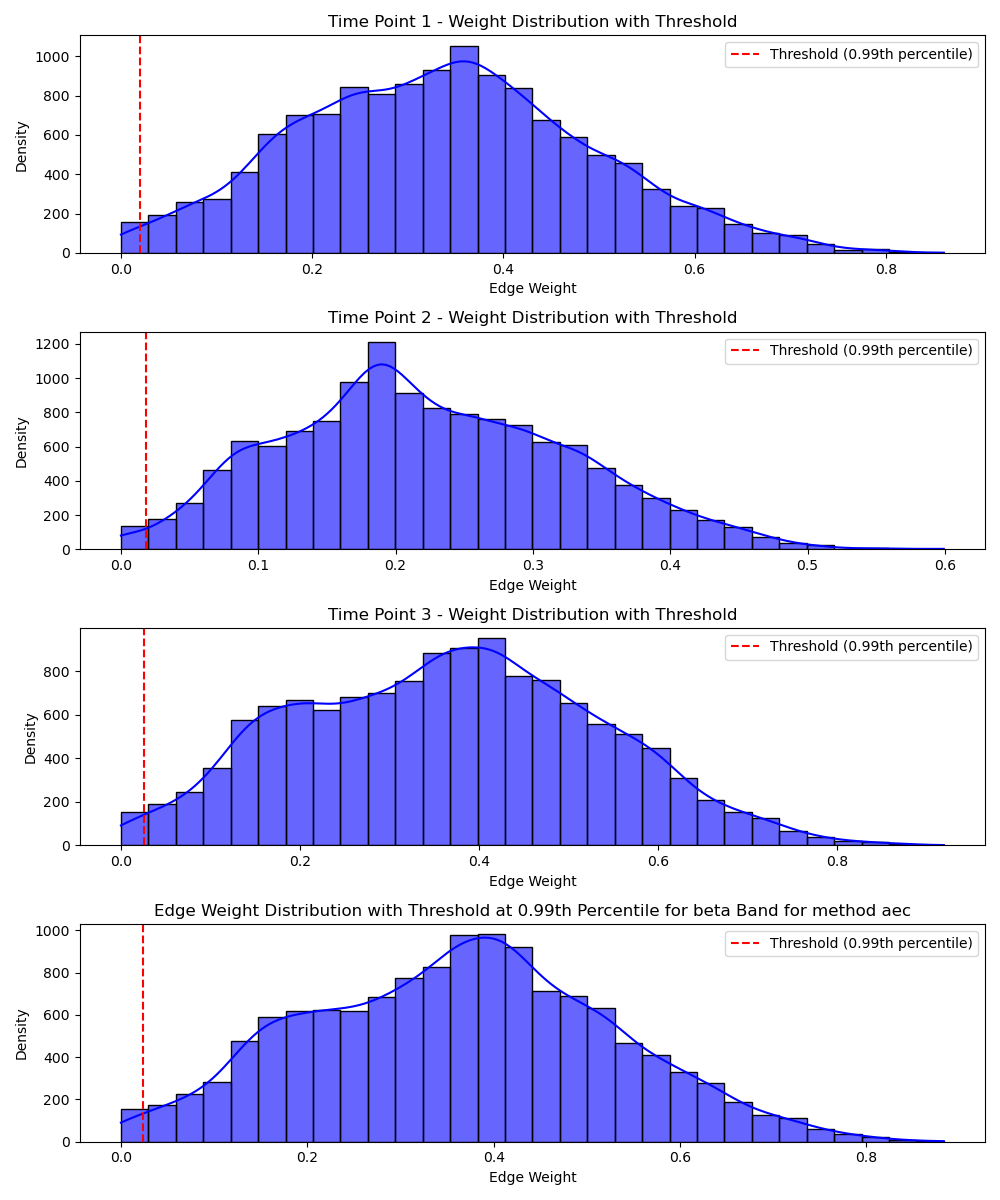 Time Point 1 - Weight Distribution with Threshold
Threshold (0.99th percentile)
Density
1000
800
600
400
200
0
0.0 0.2 0.4 0.6 0.8
Edge Weight
Time Point 2 - Weight Distribution with Threshold
Threshold (0.99th percentile)
Density
1200
1000
800
600
400
200
0
0.0 0.1 0.2 0.3 0.4 0.5 0.6
Edge Weight
Time Point 3 - Weight Distribution with Threshold
Threshold (0.99th percentile)
Density
800
600
400
200
0
0.0 0.2 0.4 0.6 0.8
Edge Weight
Edge Weight Distribution with Threshold at 0.99th Percentile for beta Band for method aec
Threshold (0.99th percentile)
Density
1000
800
600
400
200
0
0.0 0.2 0.4 0.6 0.8
Edge Weight